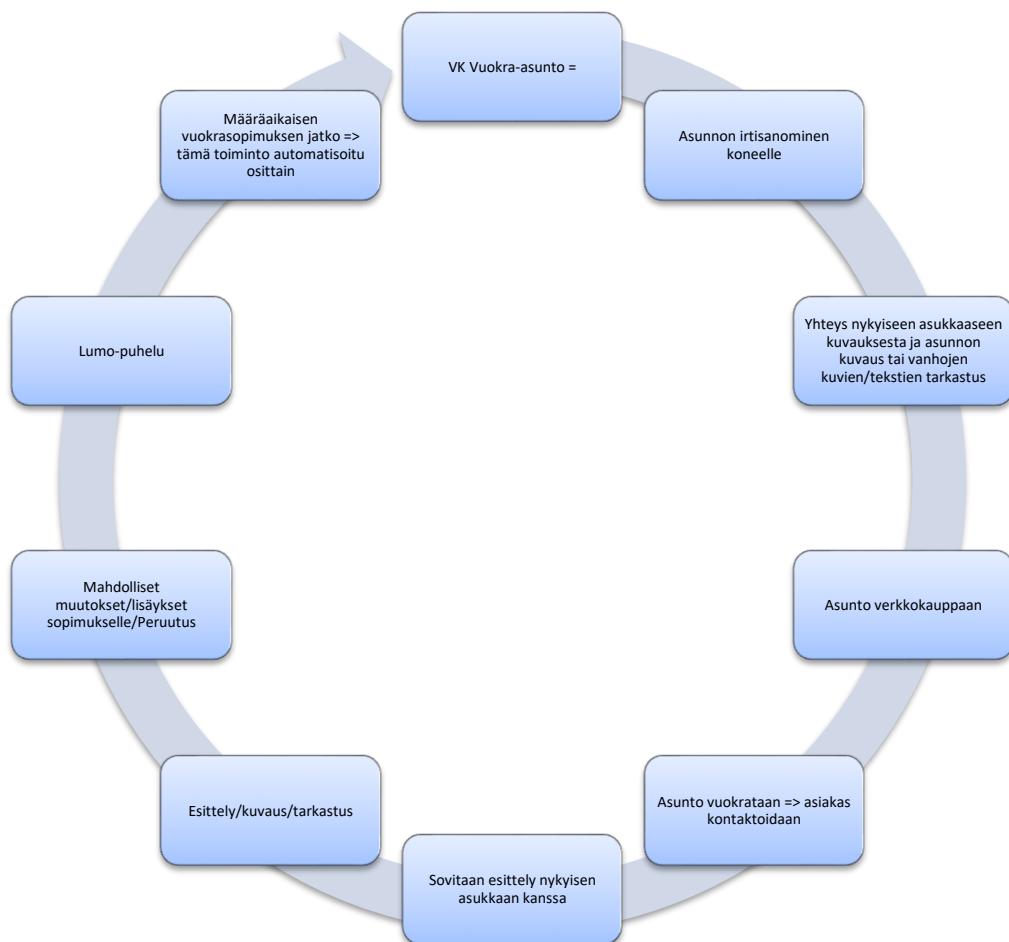 VK Vuokra-asunto =
Asunnon irtisanominen
koneelle
Yhteys nykyiseen asukkaaseen
kuvauksesta ja asunnon
kuvaus tai vanhojen
kuvien/tekstien tarkastus
Asunto verkkokauppaan
Asunto vuokrataan => asiakas
kontaktoidaan
Sovitaan esittely nykyisen
asukkaan kanssa
Esittely/kuvaus/tarkastus
Mahdolliset
muutokset/lisäykset
sopimukselle/Peruutus
Lumo-puhelu
Määräaikaisen
vuokrasopimuksen jatko =>
tämä toiminto automatisoitu
osittain